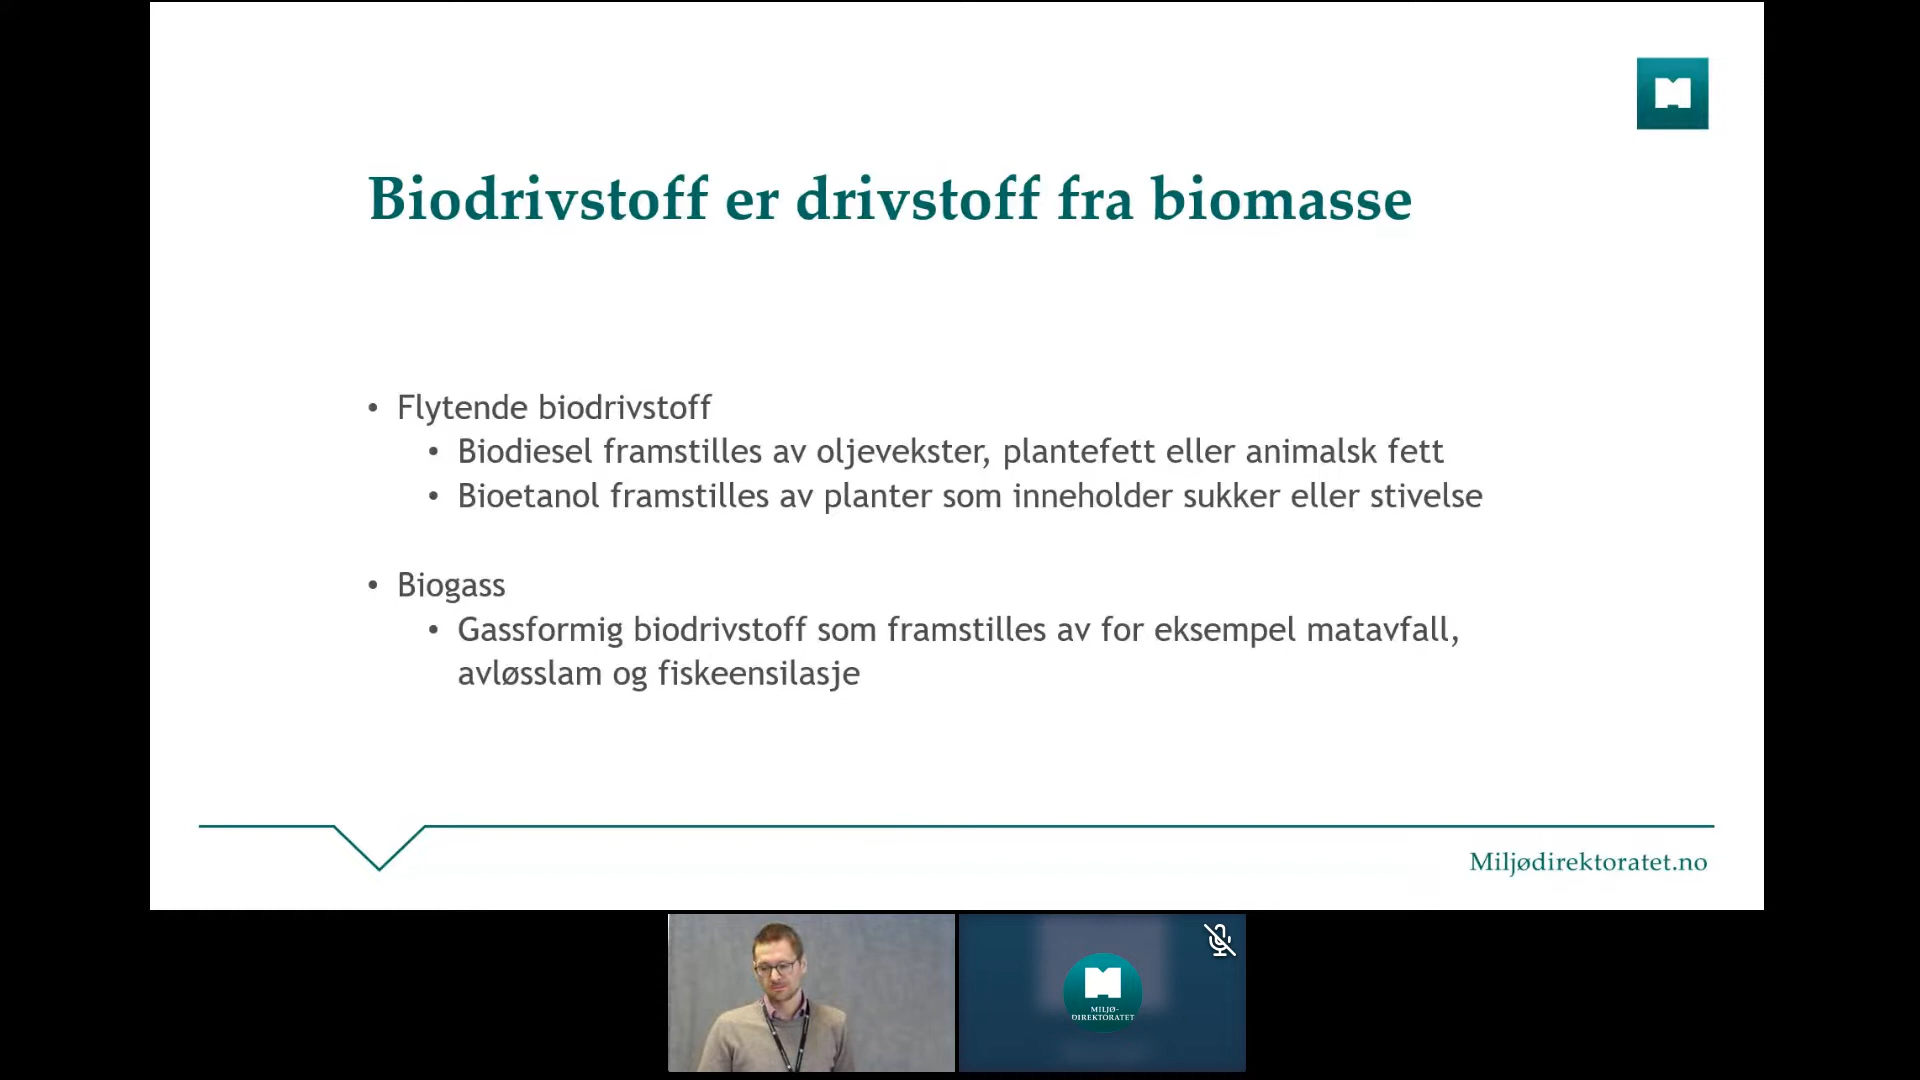 Biodrivstoff er drivstoff fra biomasse
• Flytende biodrivstoff
• Biodiesel framstilles av oljevekster, plantefett eller animalsk fett
• Bioetanol framstilles av planter som inneholder sukker eller stivelse
• Biogass
• Gassformig biodrivstoff som framstilles av for eksempel matavfall,
avløsslam og fiskeensilasje
Miljødirektoratet.no
MILJØ-
DIREKTORATET